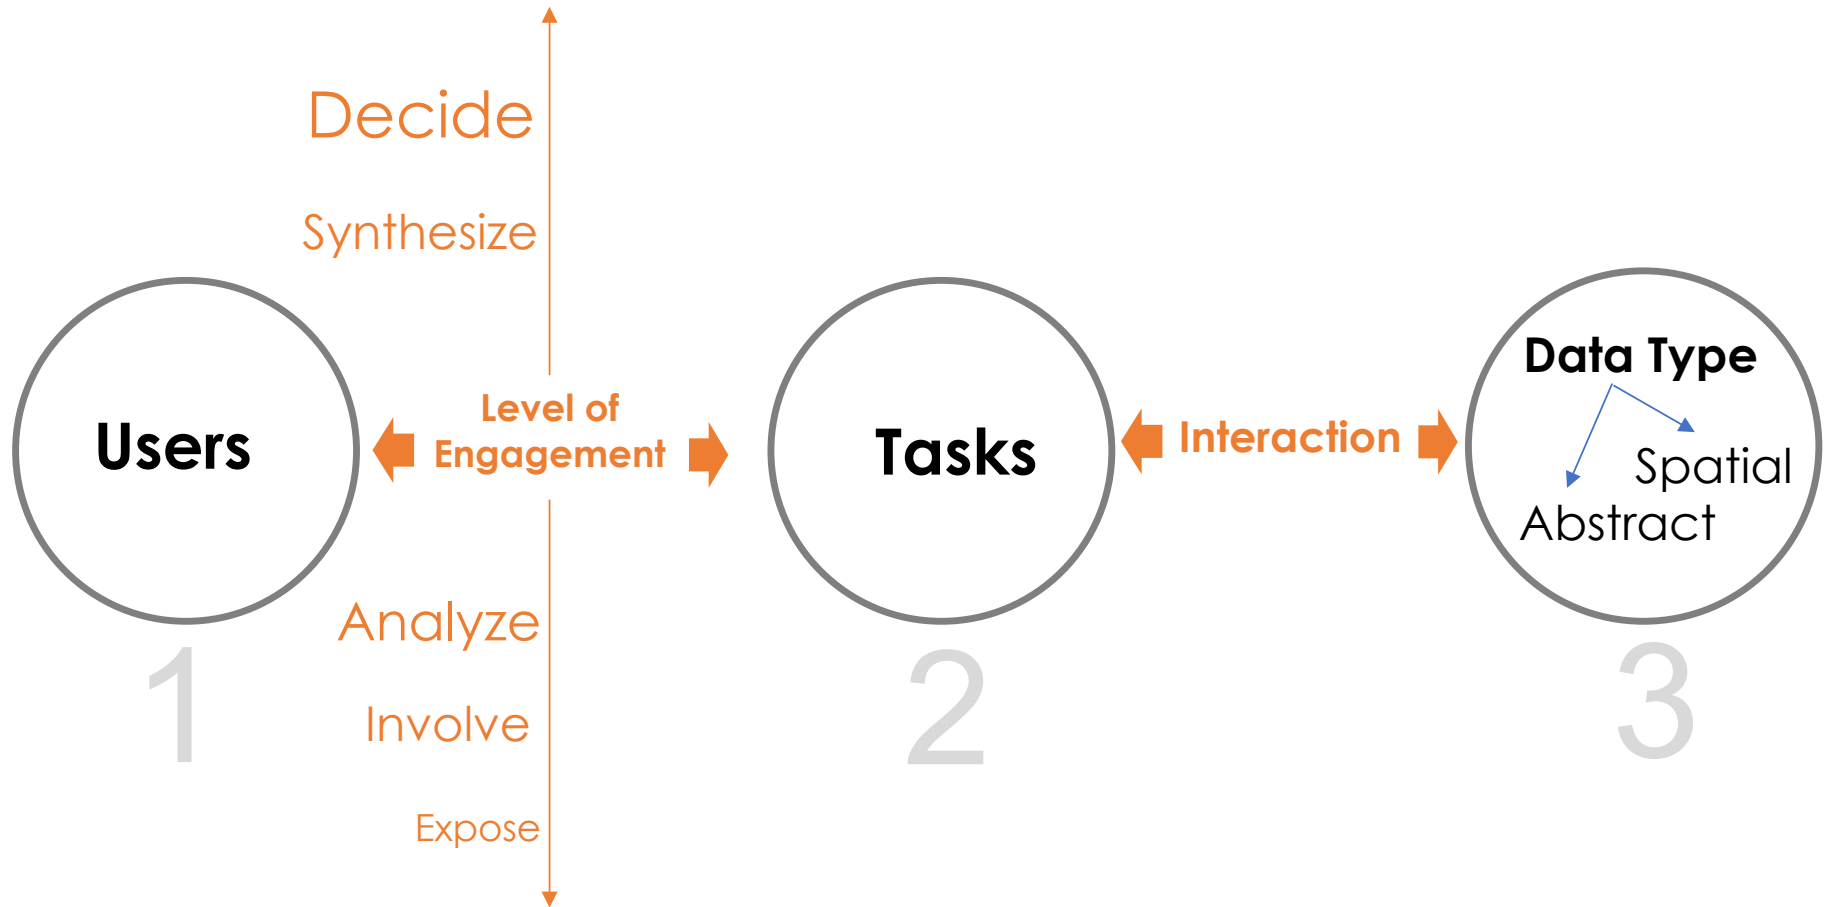 Decide
Synthesize
Users
Level of
Engagement
Tasks
Interaction
Data Type
Spatial
Abstract
Analyze
Involve
Expose
1
2
3